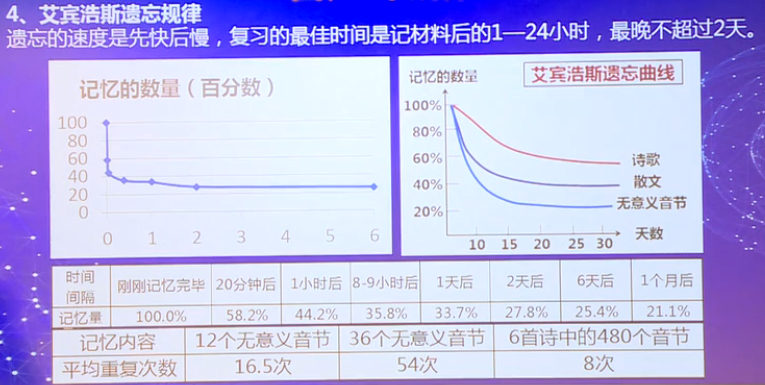 4、艾宾浩斯遗忘规律
遗忘的速度是先快后慢，复习的最佳时间是记材料后的1—24小时，最晚不超过2天。
记忆的数量（百分数）
100
80
60
40
20
0
0 1 2 3 4 5 6
记忆的数量
艾宾浩斯遗忘曲线
100%
80%
60%
40%
20%
诗歌
散文
无意义音节
天数
10 15 20 25 30
时间间隔 刚刚记忆完毕 20分钟后 1小时后 8-9小时后 1天后 2天后 6天后 1个月后
记忆量 100.0% 58.2% 44.2% 35.8% 33.7% 27.8% 25.4% 21.1%
记忆内容 12个无意义音节 36个无意义音节 6首诗中的480个音节
平均重复次数 16.5次 54次 8次